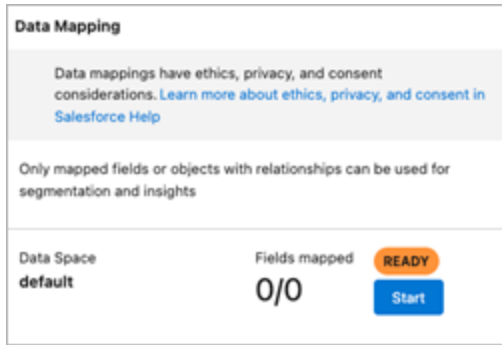 Data Mapping
Data mappings have ethics, privacy, and consent
considerations. Learn more about ethics, privacy, and consent in
Salesforce Help
Only mapped fields or objects with relationships can be used for
segmentation and insights
Data Space
default
Fields mapped
0/0
READY
Start